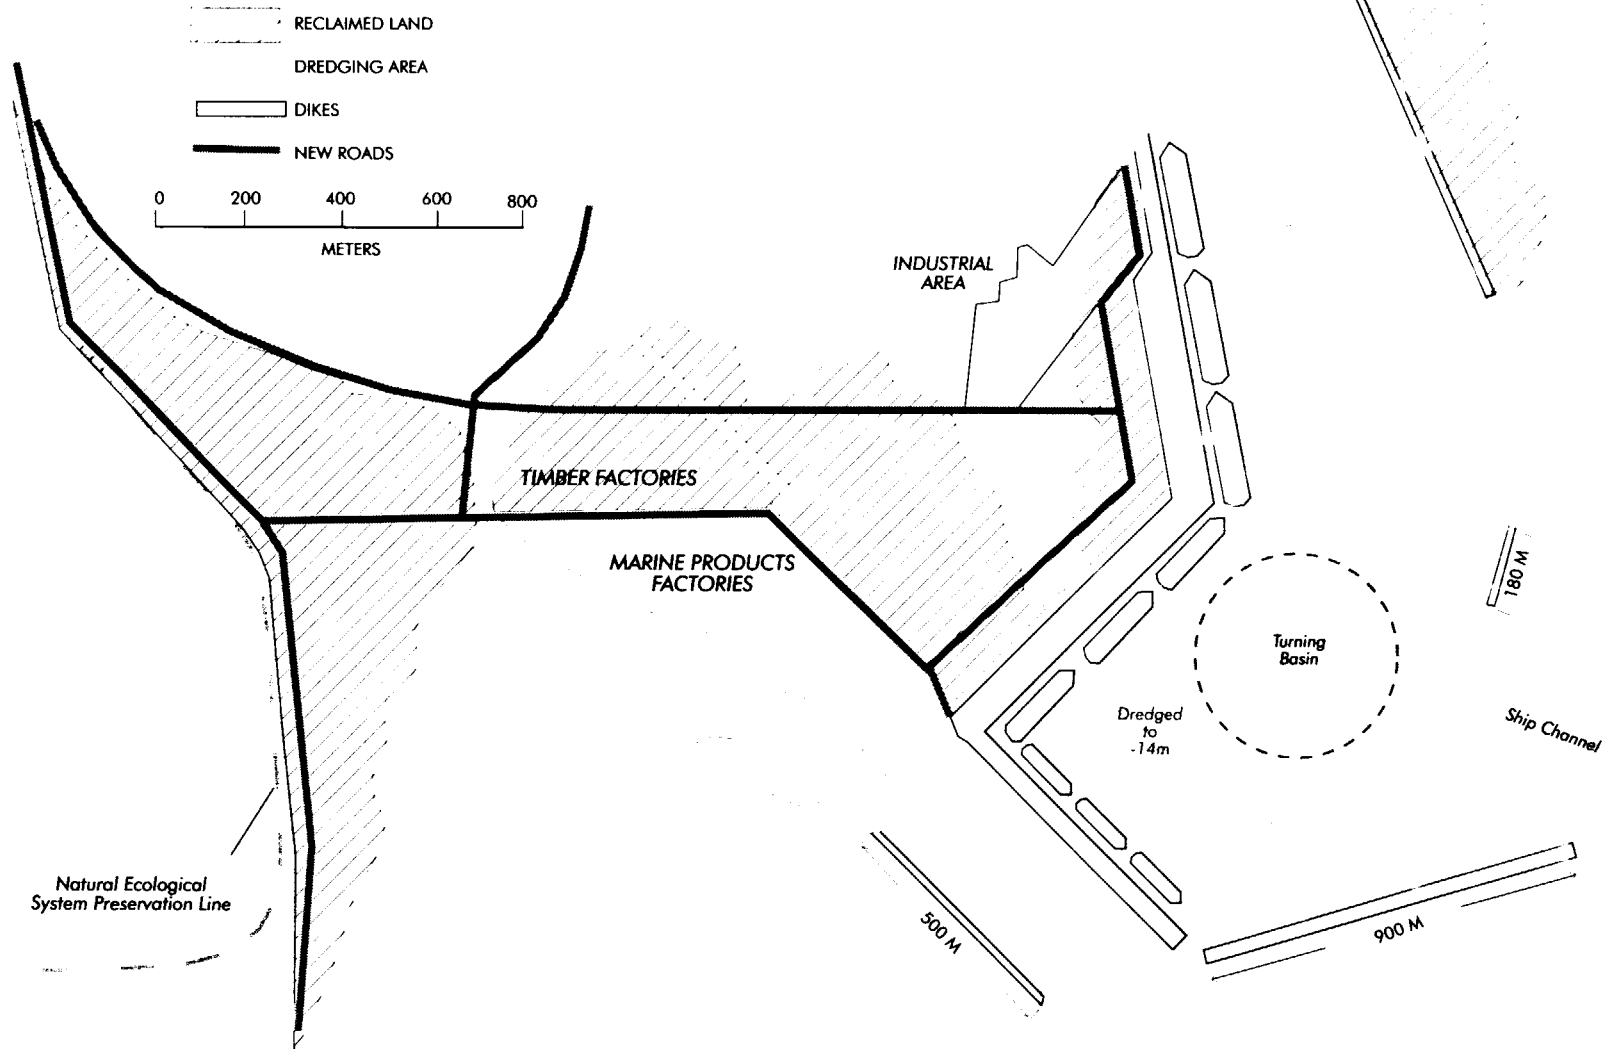 RECLAIMED LAND
DREDGING AREA
DIKES
NEW ROADS
0 200 400 600 800
METERS
INDUSTRIAL
AREA
TIMBER FACTORIES
MARINE PRODUCTS
FACTORIES
180 M
Turning
Basin
Dredged
to
-14m
Ship Channel
Natural Ecological
System Preservation Line
500 M
900 M